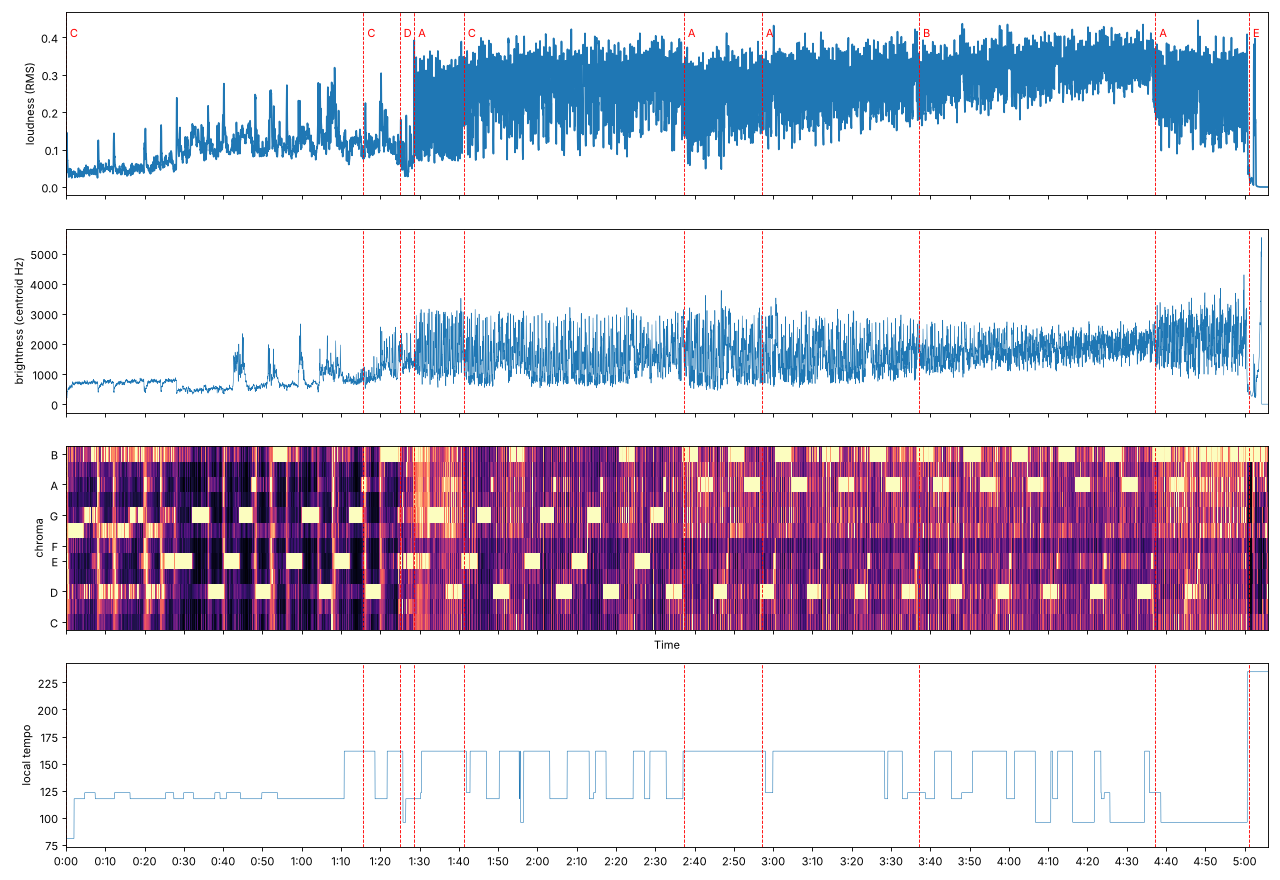 loudness (RMS)
0.4
0.3
0.2
0.1
0.0
C
C
D
A
C
A
A
B
A
E
brightness (centroid Hz)
5000
4000
3000
2000
1000
0
chroma
B
A
G
F
E
D
C
Time
local tempo
225
200
175
150
125
100
75
0:00 0:10 0:20 0:30 0:40 0:50 1:00 1:10 1:20 1:30 1:40 1:50 2:00 2:10 2:20 2:30 2:40 2:50 3:00 3:10 3:20 3:30 3:40 3:50 4:00 4:10 4:20 4:30 4:40 4:50 5:00